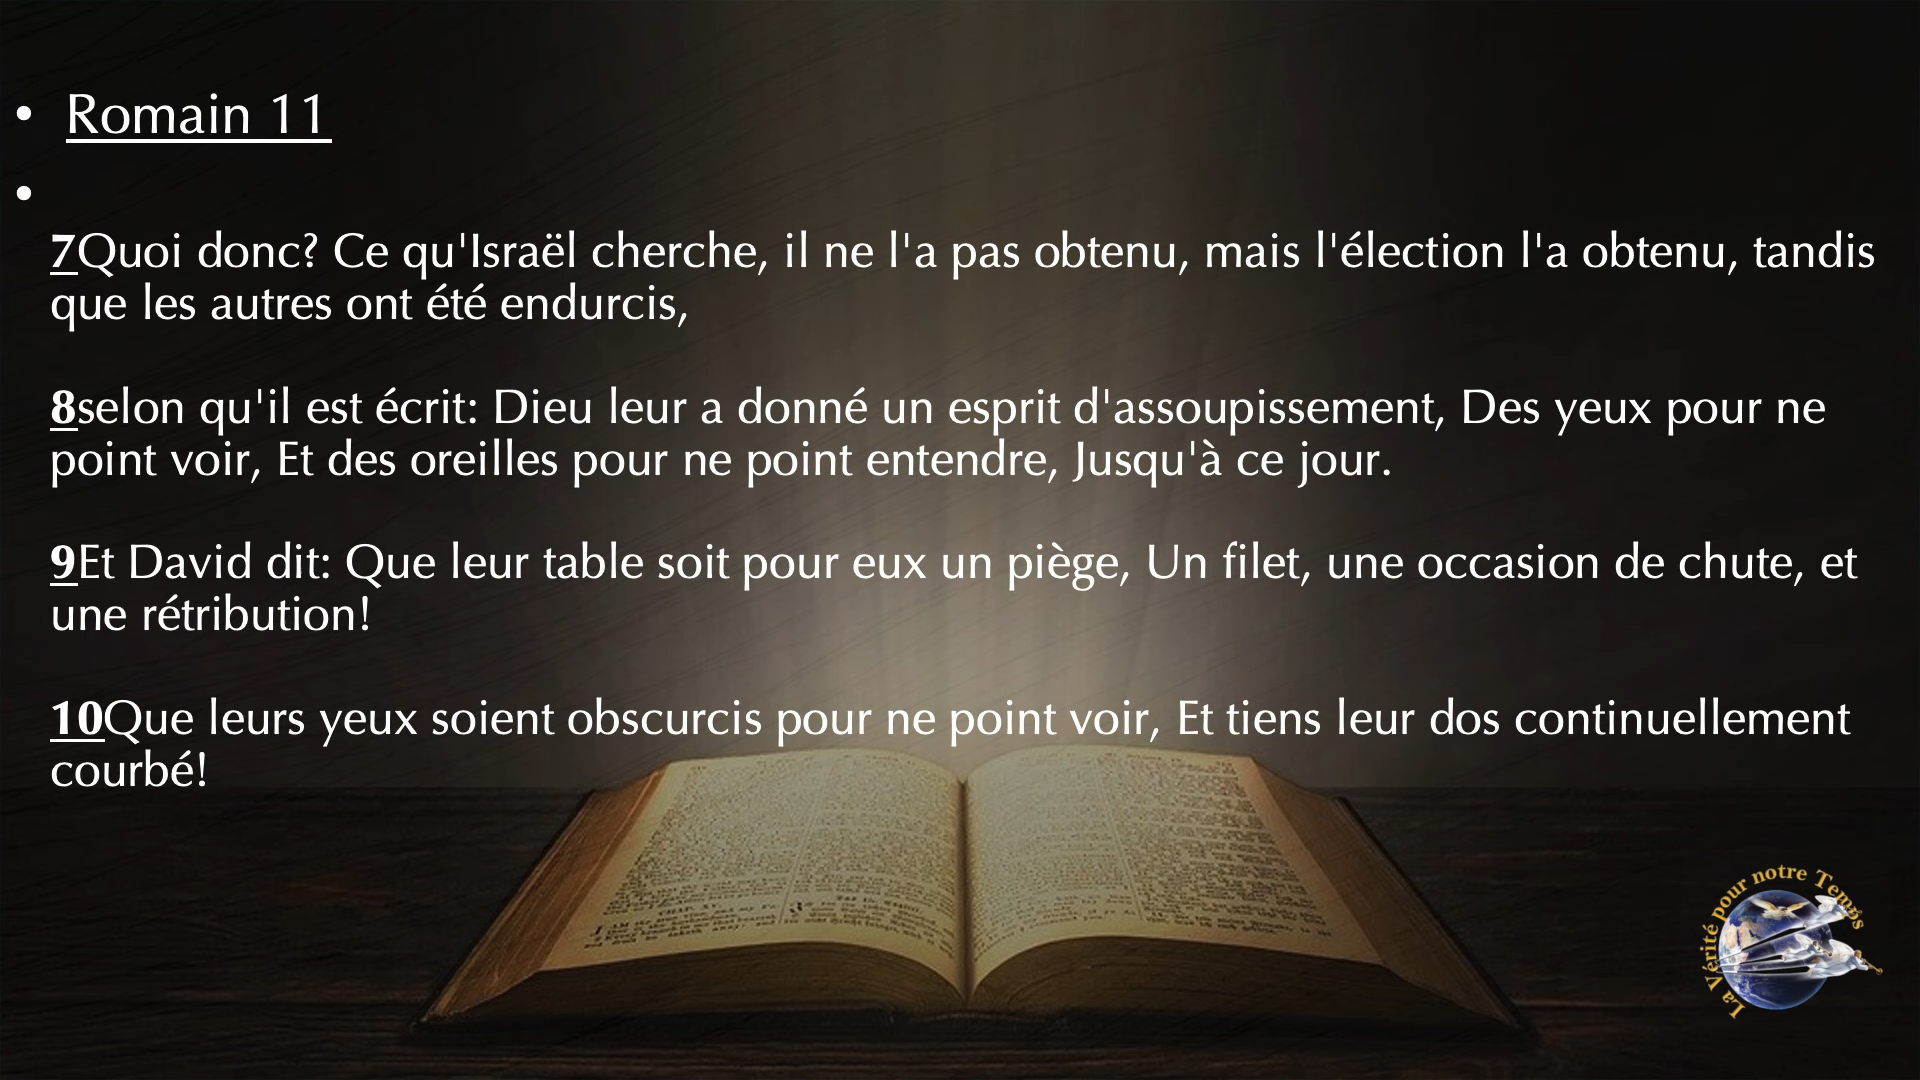 • Romain 11
•
7Quoi donc? Ce qu'Israël cherche, il ne l'a pas obtenu, mais l'élection l'a obtenu, tandis
que les autres ont été endurcis,
8selon qu'il est écrit: Dieu leur a donné un esprit d'assoupissement, Des yeux pour ne
point voir, Et des oreilles pour ne point entendre, Jusqu'à ce jour.
9Et David dit: Que leur table soit pour eux un piège, Un filet, une occasion de chute, et
une rétribution!
10Que leurs yeux soient obscurcis pour ne point voir, Et tiens leur dos continuellement
courbé!
La Vérité pour notre Temps